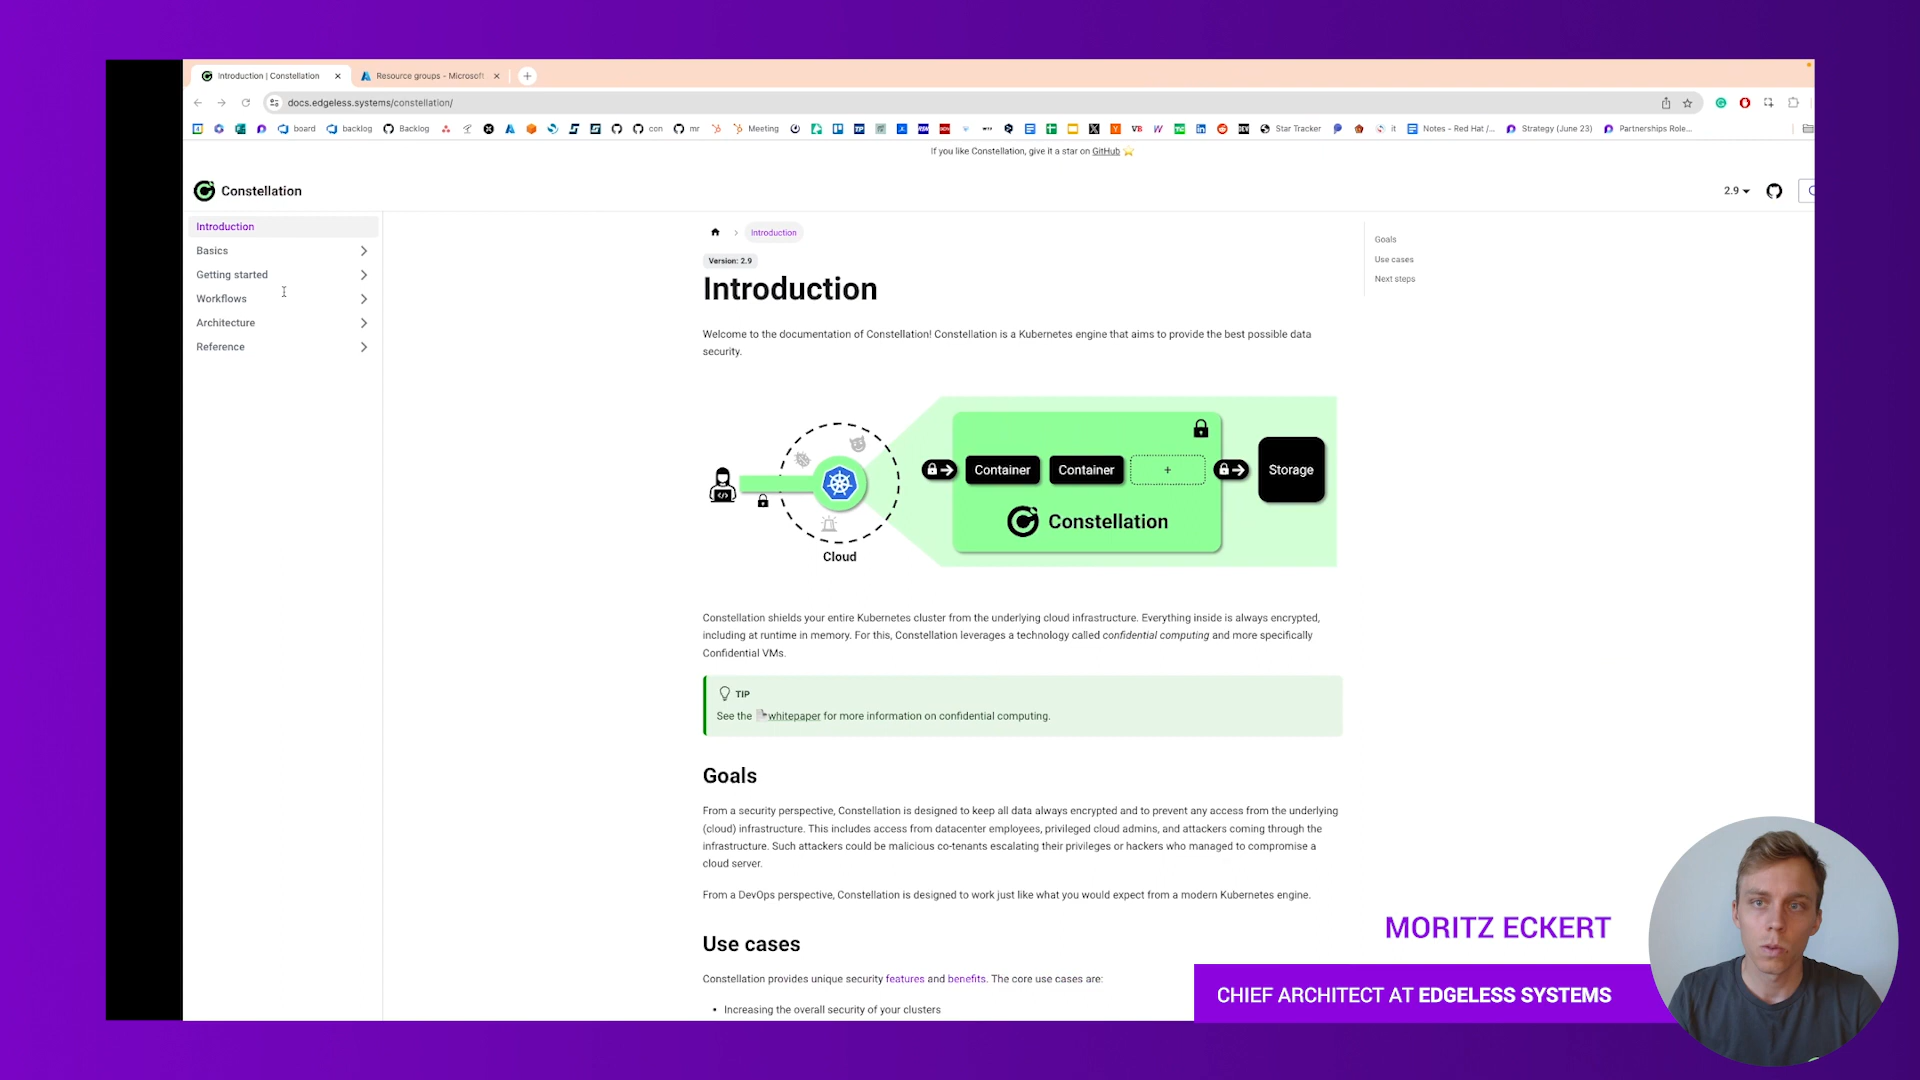 Introduction | Constellation
Resource groups - Microsoft
docs.edgeless.systems/constellation/
board
backlog
Backlog
con
mr
Meeting
Star Tracker
it
Notes - Red Hat /...
Strategy (June 23)
Partnerships Role...
If you like Constellation, give it a star on GitHub
Constellation
2.9
Introduction
Basics
Getting started
Workflows
Architecture
Reference
Introduction
Version: 2.9
Introduction
Welcome to the documentation of Constellation! Constellation is a Kubernetes engine that aims to provide the best possible data
security.
Container
Container
+
Storage
Constellation
Cloud
Constellation shields your entire Kubernetes cluster from the underlying cloud infrastructure. Everything inside is always encrypted,
including at runtime in memory. For this, Constellation leverages a technology called confidential computing and more specifically
Confidential VMs.
TIP
See the whitepaper for more information on confidential computing.
Goals
From a security perspective, Constellation is designed to keep all data always encrypted and to prevent any access from the underlying
(cloud) infrastructure. This includes access from datacenter employees, privileged cloud admins, and attackers coming through the
infrastructure. Such attackers could be malicious co-tenants escalating their privileges or hackers who managed to compromise a
cloud server.
From a DevOps perspective, Constellation is designed to work just like what you would expect from a modern Kubernetes engine.
Use cases
Constellation provides unique security features and benefits. The core use cases are:
• Increasing the overall security of your clusters
Goals
Use cases
Next steps
MORITZ ECKERT
CHIEF ARCHITECT AT EDGELESS SYSTEMS